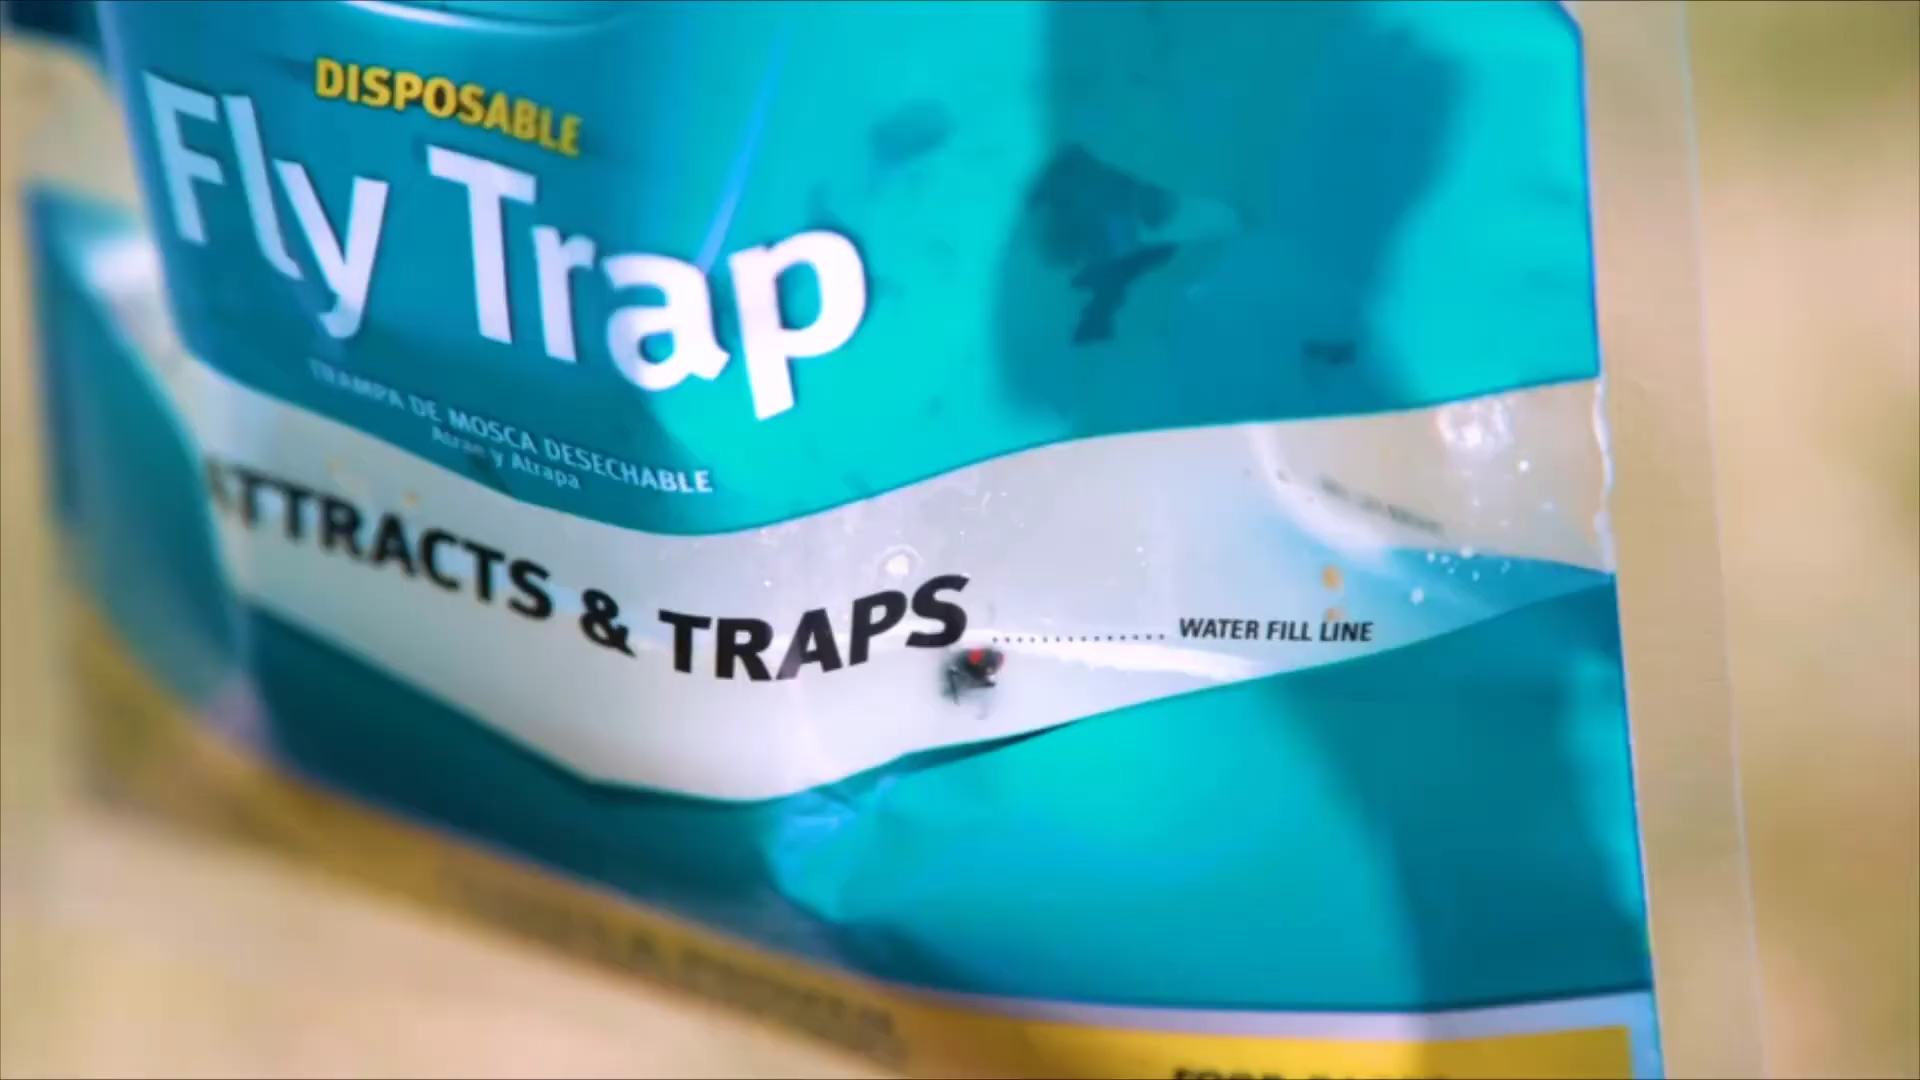 DISPOSABLE
Fly Trap
TRAMPA DE MOSCA DESECHABLE
Atrae y Atrapa
ATTRACTS & TRAPS
WATER FILL LINE